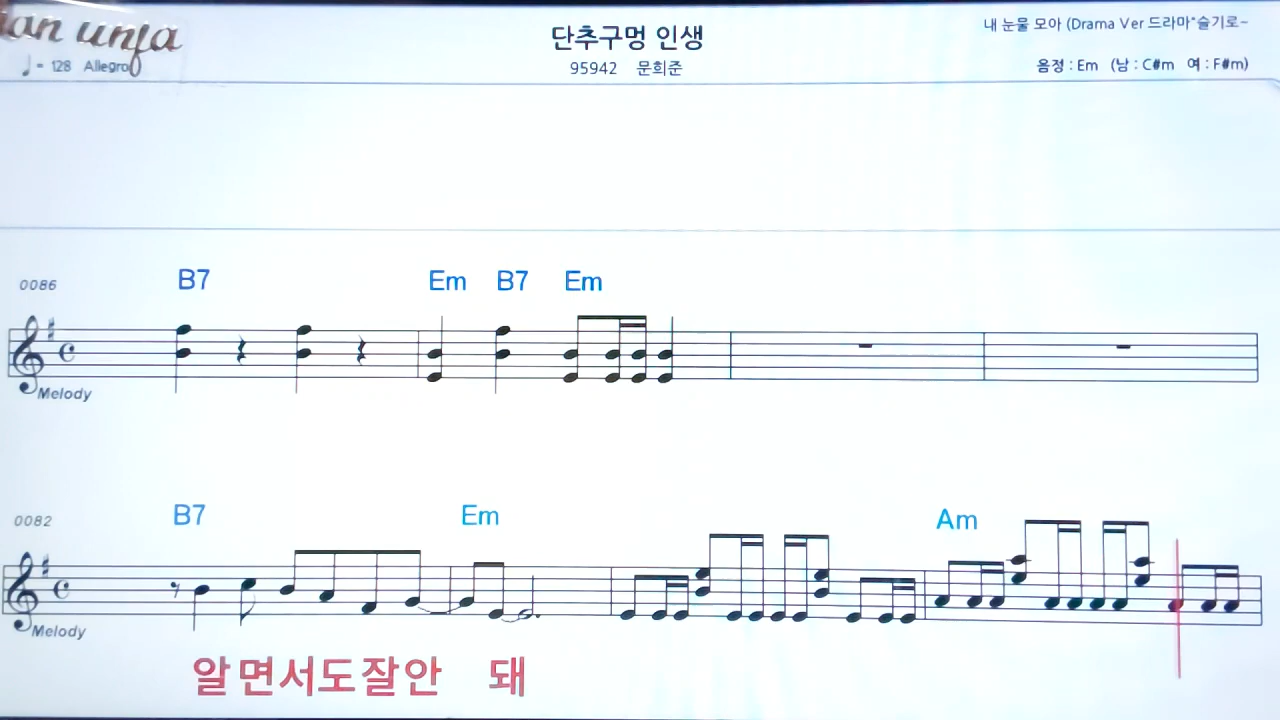 단추구멍 인생
내 눈물 모아 (Drama Ver 드라마"슬기로~
♩= 128 Allegro
95942 문희준
음정 : Em (남 : C#m 여 : F#m)
0086 B7 Em B7 Em
Melody
0082 B7 Em Am
Melody
알면서도잘안 돼